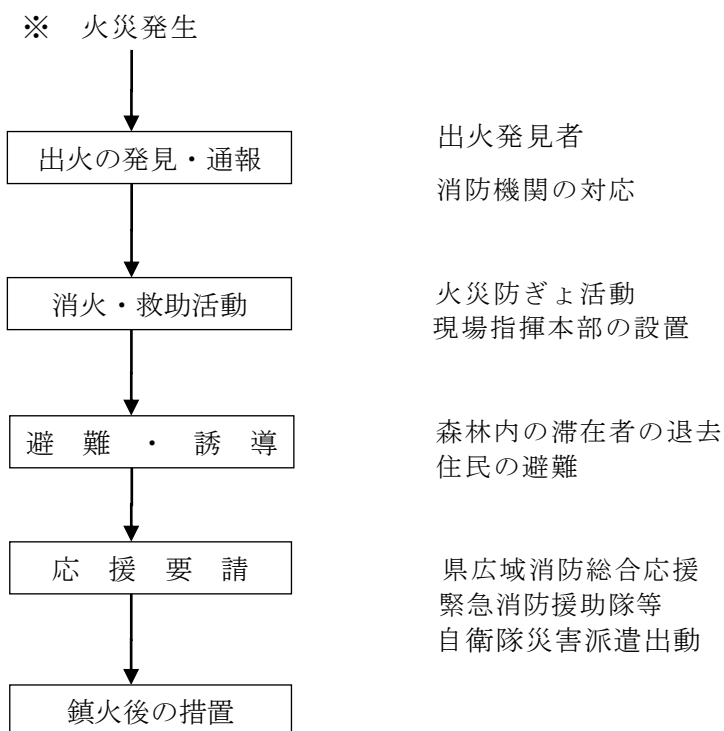 ※　火災発生
出火の発見・通報
出火発見者
消防機関の対応
消火・救助活動
火災防ぎょ活動
現場指揮本部の設置
避　難　・　誘　導
森林内の滞在者の退去
住民の避難
応　援　要　請
県広域消防総合応援
緊急消防援助隊等
自衛隊災害派遣出動
鎮火後の措置